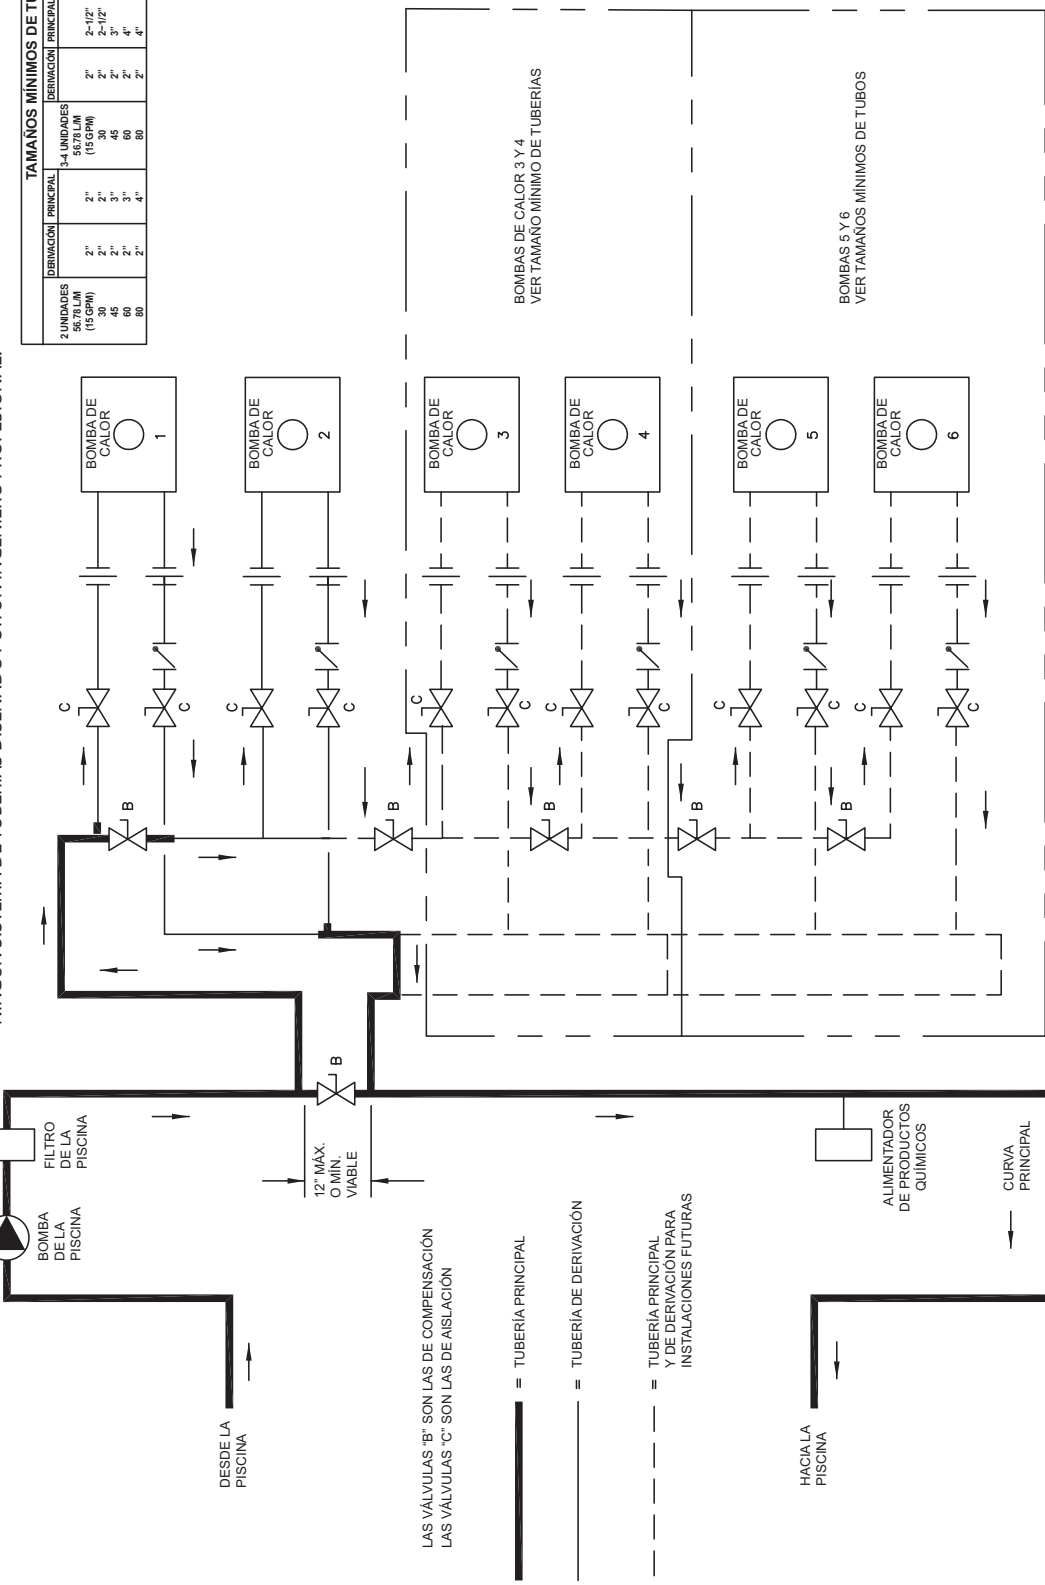 TAMAÑOS MÍNIMOS DE
DERIVACIÓN PRINCIPAL DERIVACIÓN PRINCIPAL
2 UNIDADES 3-4 UNIDADES
56.78 L/M 56.78 L/M
(15 GPM) 2" 2" (15 GPM) 2" 2-1/2"
30 2" 2" 30 2" 2-1/2"
45 2" 3" 45 2" 3"
60 2" 3" 60 2" 4"
80 2" 4" 80 2" 4"
BOMBA DE
CALOR
1
BOMBA DE
CALOR
2
BOMBA DE
CALOR
3
BOMBA DE
CALOR
4
BOMBA DE
CALOR
5
BOMBA DE
CALOR
6
BOMBAS DE CALOR 3 Y 4
VER TAMAÑO MÍNIMO DE TUBERÍAS
BOMBAS 5 Y 6
VER TAMAÑOS MÍNIMOS DE TUBOS
C
C
C
C
C
C
C
C
C
C
C
C
B
B
B
B
B
B
FILTRO
DE LA
PISCINA
BOMBA
DE LA
PISCINA
12" MÁX.
O MÍN.
VIABLE
ALIMENTADOR
DE PRODUCTOS
QUÍMICOS
CURVA
PRINCIPAL
DESDE LA
PISCINA
HACIA LA
PISCINA
LAS VÁLVULAS "B" SON LAS DE COMPENSACIÓN
LAS VÁLVULAS "C" SON LAS DE AISLACIÓN
= TUBERÍA PRINCIPAL
= TUBERÍA DE DERIVACIÓN
= TUBERÍA PRINCIPAL
Y DE DERIVACIÓN PARA
INSTALACIONES FUTURAS